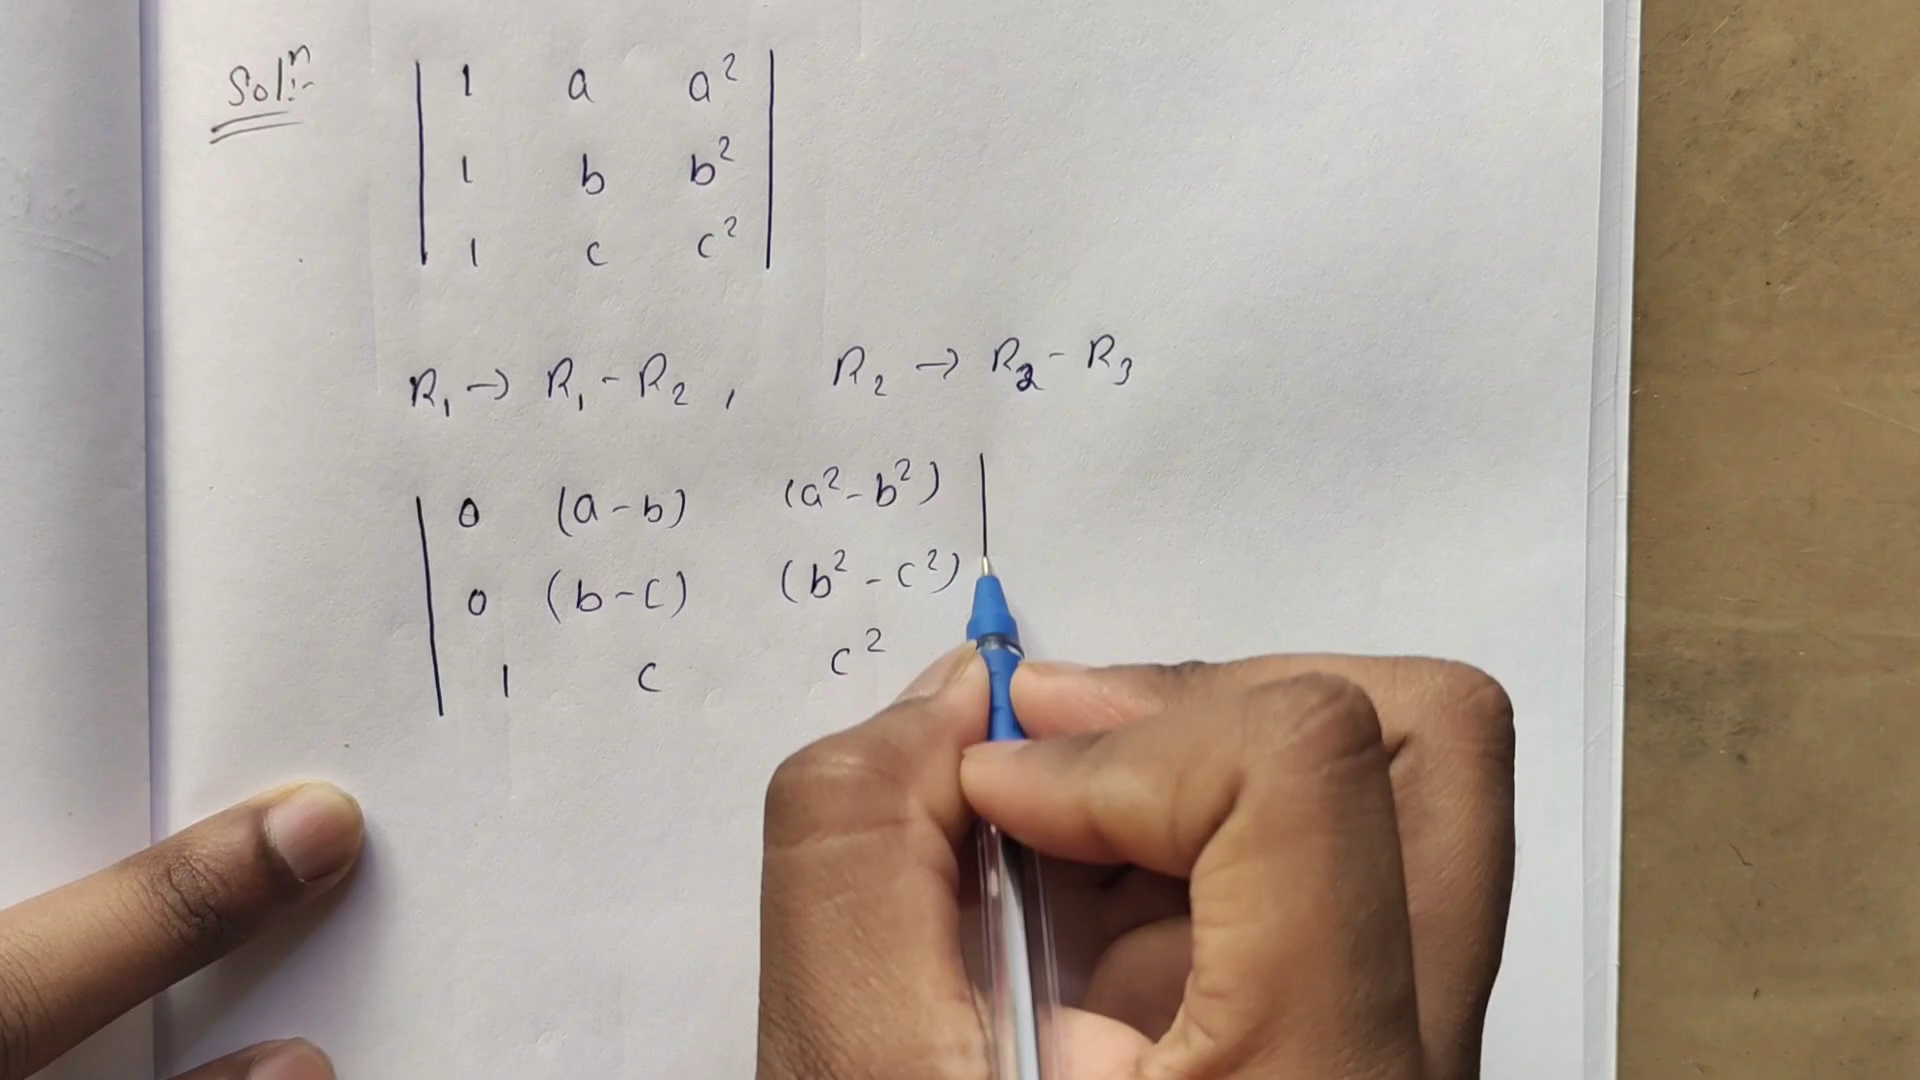 Solⁿ:-
| 1 a a² |
| 1 b b² |
| 1 c c² |
R₁ → R₁ - R₂ , R₂ → R₂ - R₃
| 0 (a-b) (a²-b²) |
| 0 (b-c) (b²-c²) |
| 1 c c²